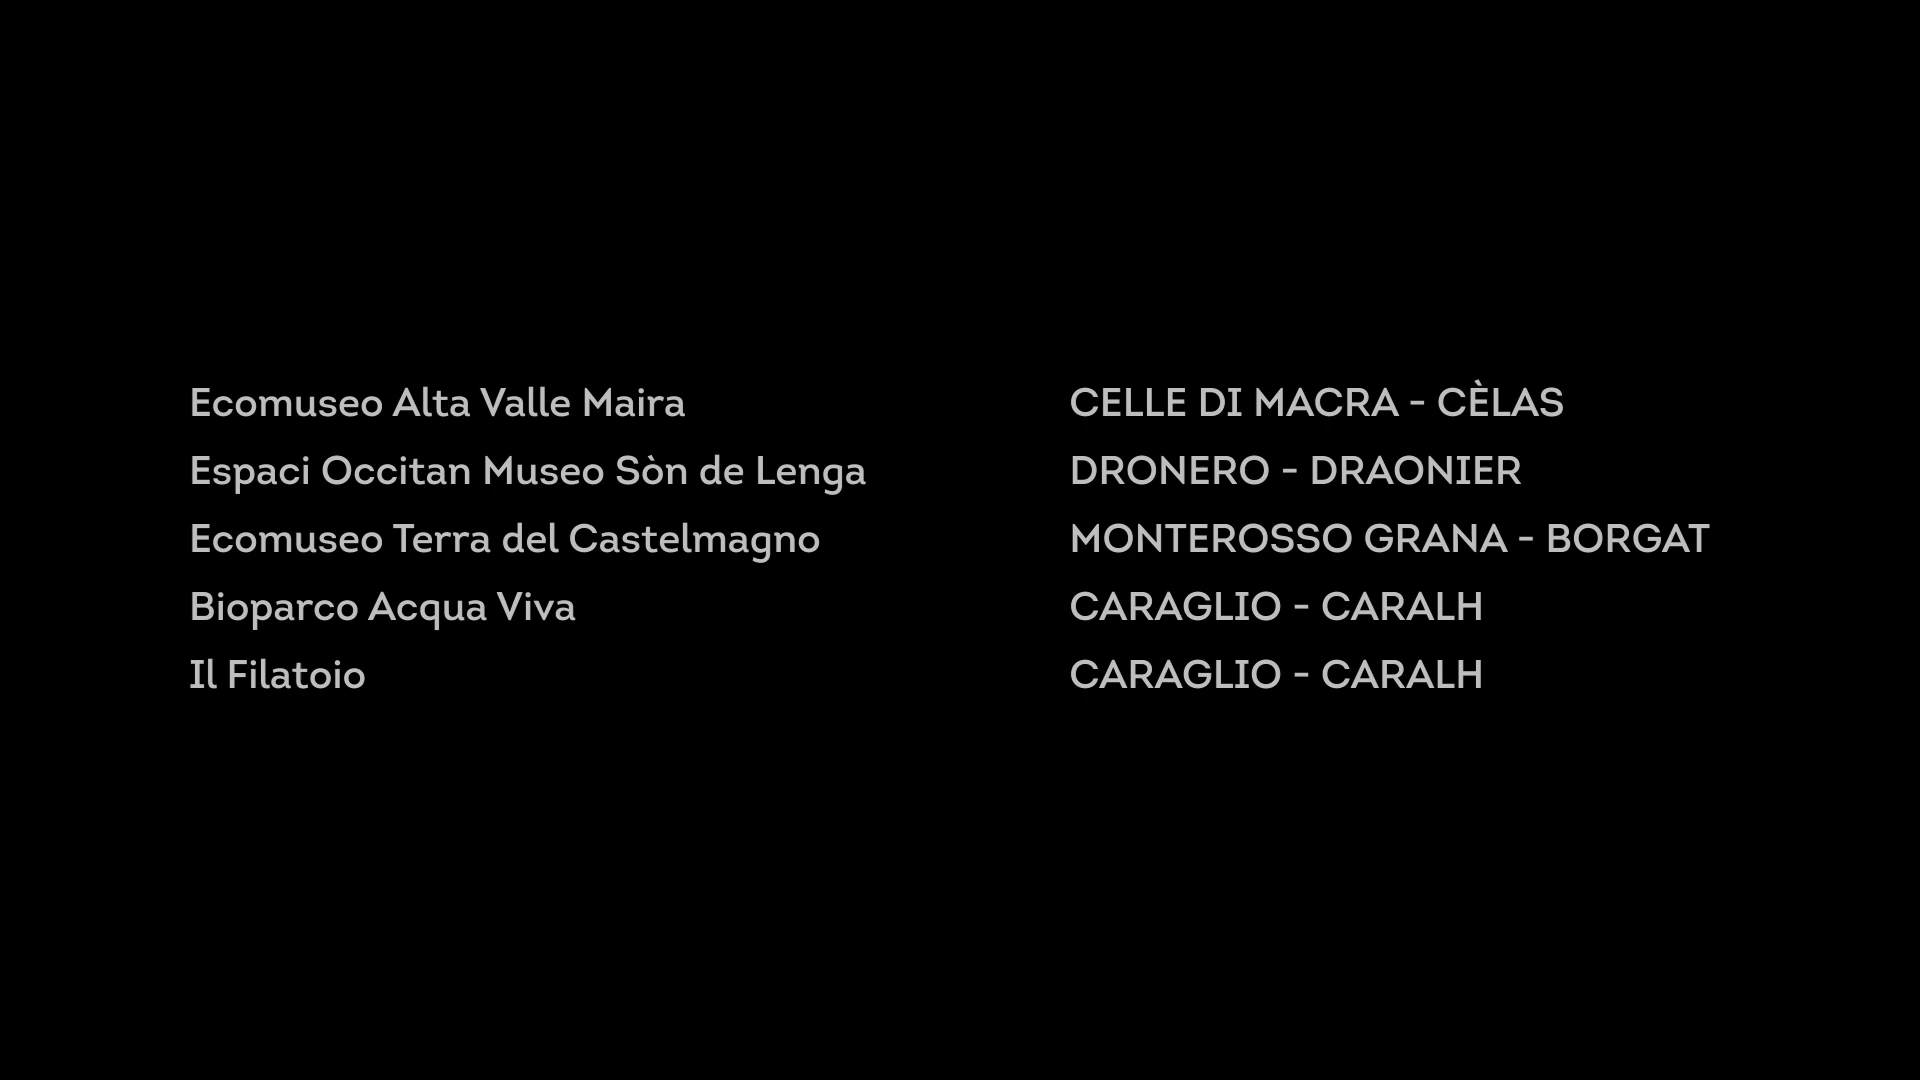 Ecomuseo Alta Valle Maira CELLE DI MACRA - CÈLAS
Espaci Occitan Museo Sòn de Lenga DRONERO - DRAONIER
Ecomuseo Terra del Castelmagno MONTEROSSO GRANA - BORGAT
Bioparco Acqua Viva CARAGLIO - CARALH
Il Filatoio CARAGLIO - CARALH